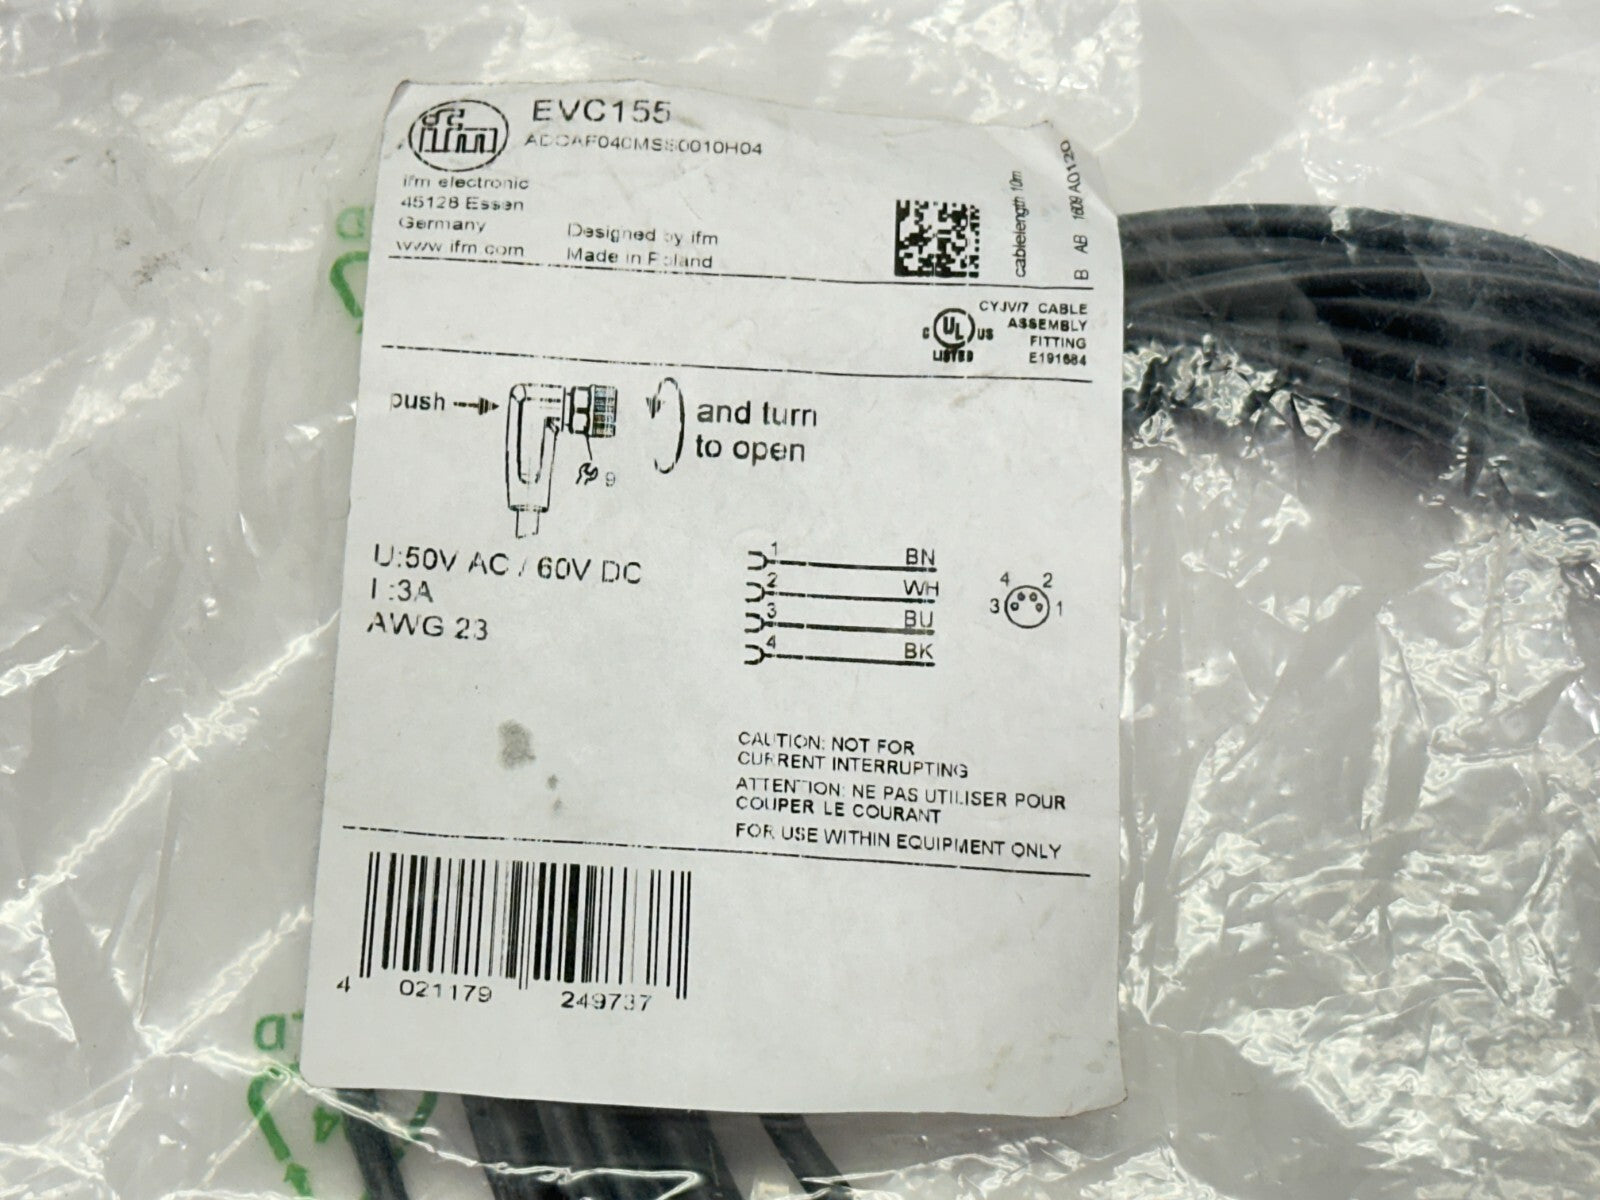 ifm
EVC155
ADOAF040MSS0010H04
ifm electronic
45128 Essen
Germany
www.ifm.com
Designed by ifm
Made in Poland
cablelength 10m
B AB 1609 A0120
C UL US
LISTED
CYJV/7 CABLE
ASSEMBLY
FITTING
E191684
push
9
and turn
to open
U:50V AC / 60V DC
I :3A
AWG 23
1 BN
2 WH
3 BU
4 BK
4 2
3 1
CAUTION: NOT FOR
CURRENT INTERRUPTING
ATTENTION: NE PAS UTILISER POUR
COUPER LE COURANT
FOR USE WITHIN EQUIPMENT ONLY
4 021179 249737